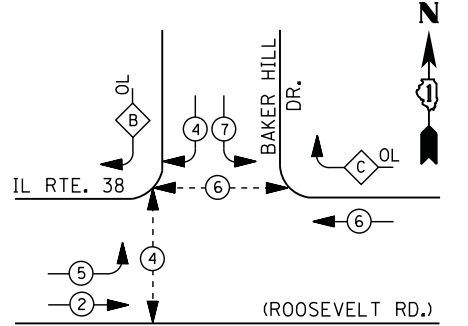 N
1
OL
B
4
7
BAKER HILL
DR.
C
OL
IL RTE. 38
6
6
5
4
2
(ROOSEVELT RD.)